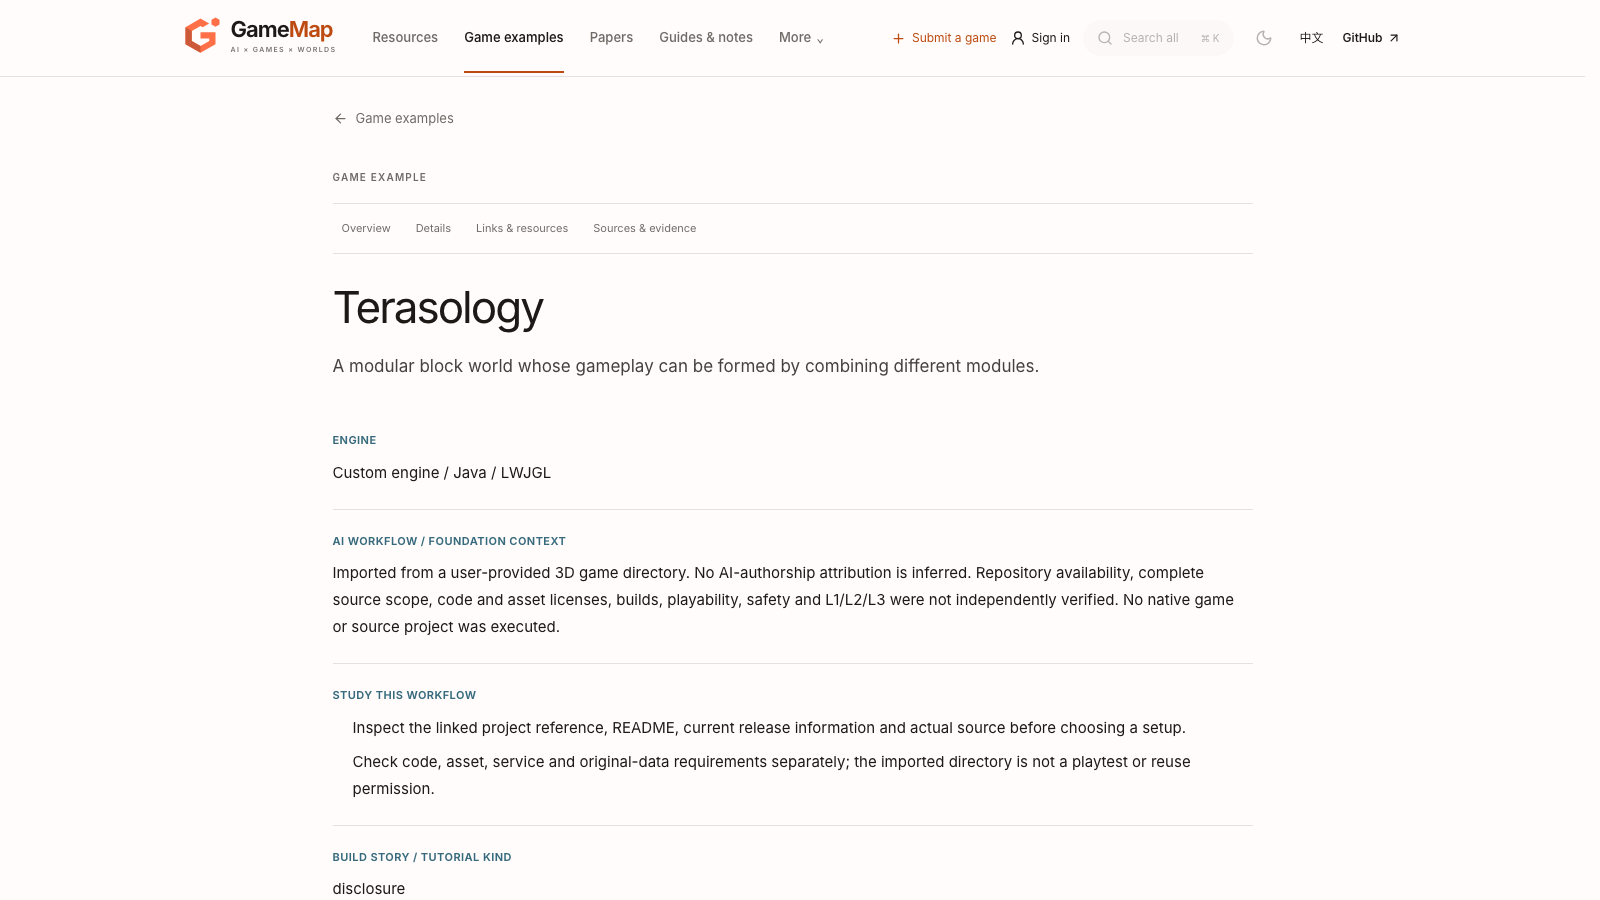 GameMap
AI × GAMES × WORLDS
Resources
Game examples
Papers
Guides & notes
More
Submit a game
Sign in
Search all
⌘ K
中文
GitHub
Game examples
GAME EXAMPLE
Overview
Details
Links & resources
Sources & evidence
Terasology
A modular block world whose gameplay can be formed by combining different modules.
ENGINE
Custom engine / Java / LWJGL
AI WORKFLOW / FOUNDATION CONTEXT
Imported from a user-provided 3D game directory. No AI-authorship attribution is inferred. Repository availability, complete
source scope, code and asset licenses, builds, playability, safety and L1/L2/L3 were not independently verified. No native game
or source project was executed.
STUDY THIS WORKFLOW
Inspect the linked project reference, README, current release information and actual source before choosing a setup.
Check code, asset, service and original-data requirements separately; the imported directory is not a playtest or reuse
permission.
BUILD STORY / TUTORIAL KIND
disclosure